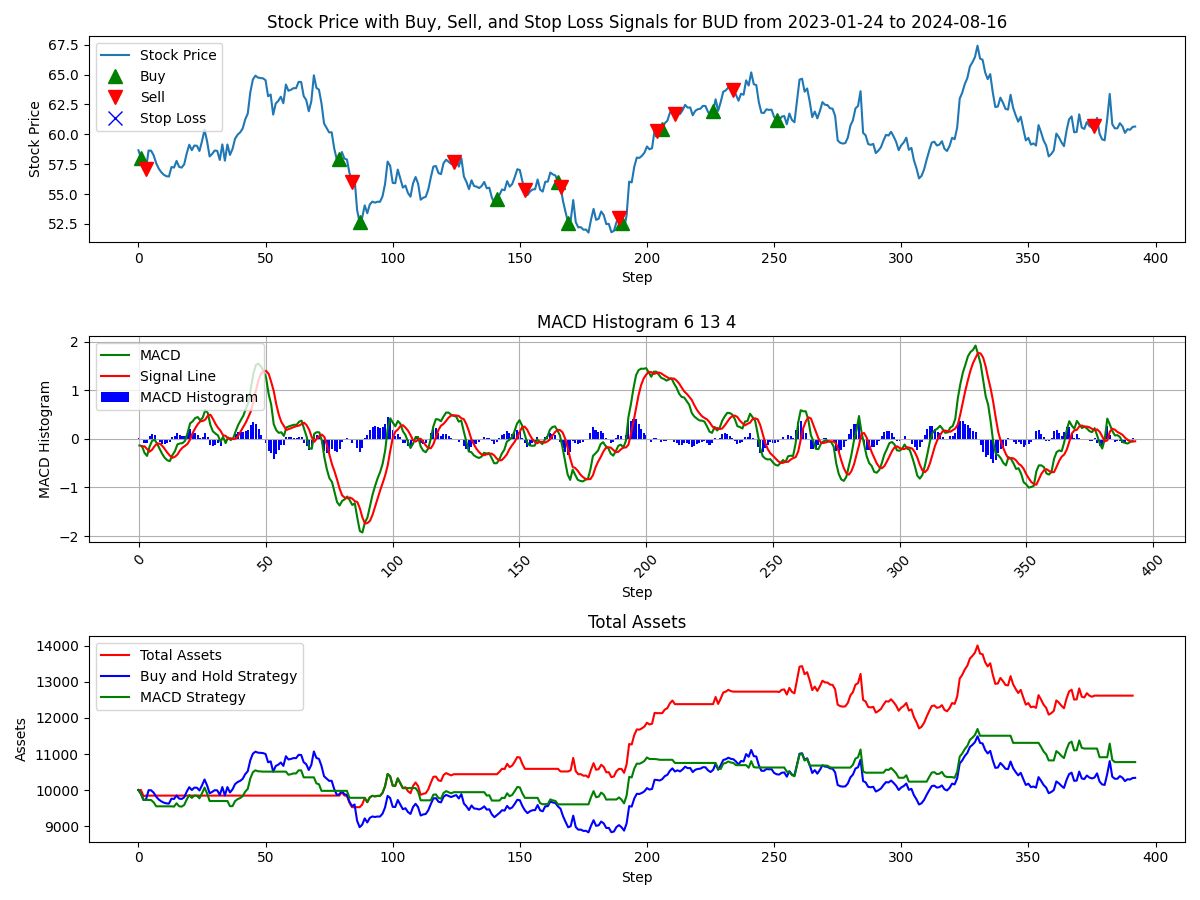 Stock Price with Buy, Sell, and Stop Loss Signals for BUD from 2023-01-24 to 2024-08-16
67.5
65.0
62.5
60.0
57.5
55.0
52.5
Stock Price
Stock Price
Buy
Sell
Stop Loss
0 50 100 150 200 250 300 350 400
Step
MACD Histogram 6 13 4
2
1
0
−1
−2
MACD Histogram
MACD
Signal Line
MACD Histogram
0 50 100 150 200 250 300 350 400
Step
Total Assets
14000
13000
12000
11000
10000
9000
Assets
Total Assets
Buy and Hold Strategy
MACD Strategy
0 50 100 150 200 250 300 350 400
Step